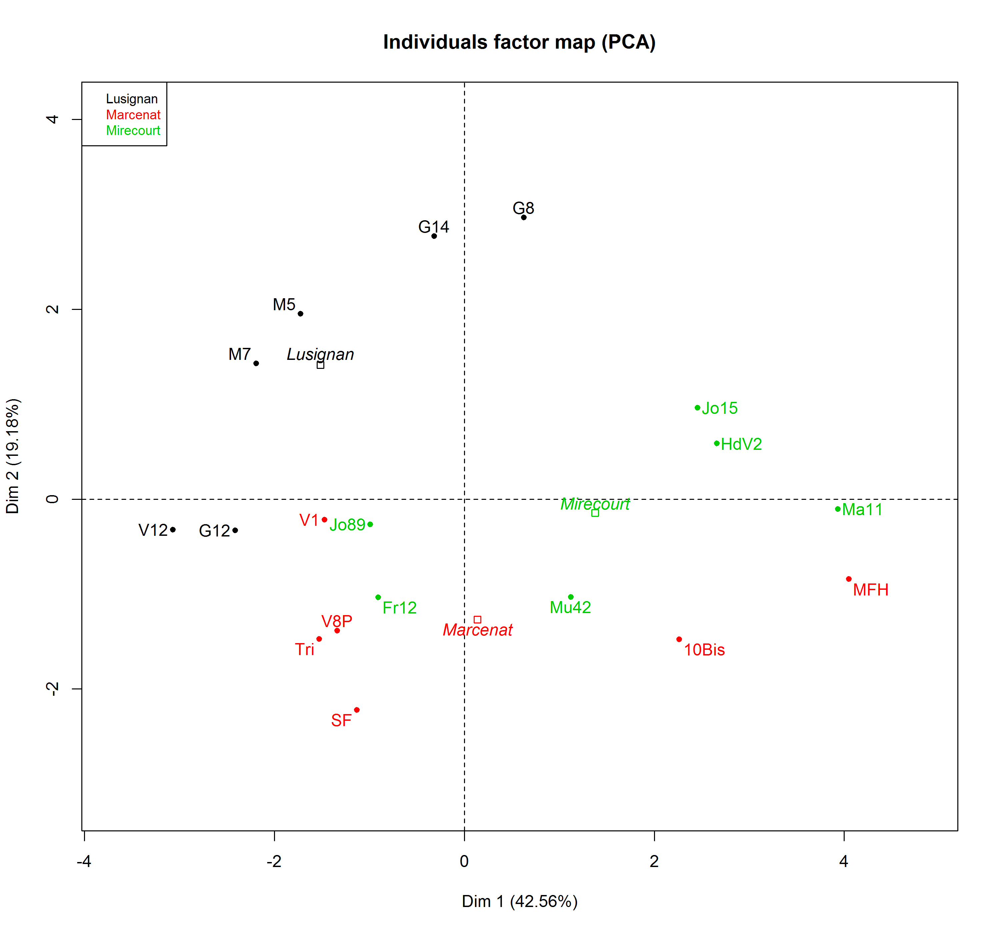 Individuals factor map (PCA)
Lusignan
Marcenat
Mirecourt
4
2
0
-2
Dim 2 (19.18%)
G8
G14
M5
M7
Lusignan
Jo15
HdV2
Mirecourt
Ma11
V1
Jo89
V12
G12
MFH
Fr12
Mu42
V8P
Marcenat
Tri
10Bis
SF
-4
-2
0
2
4
Dim 1 (42.56%)